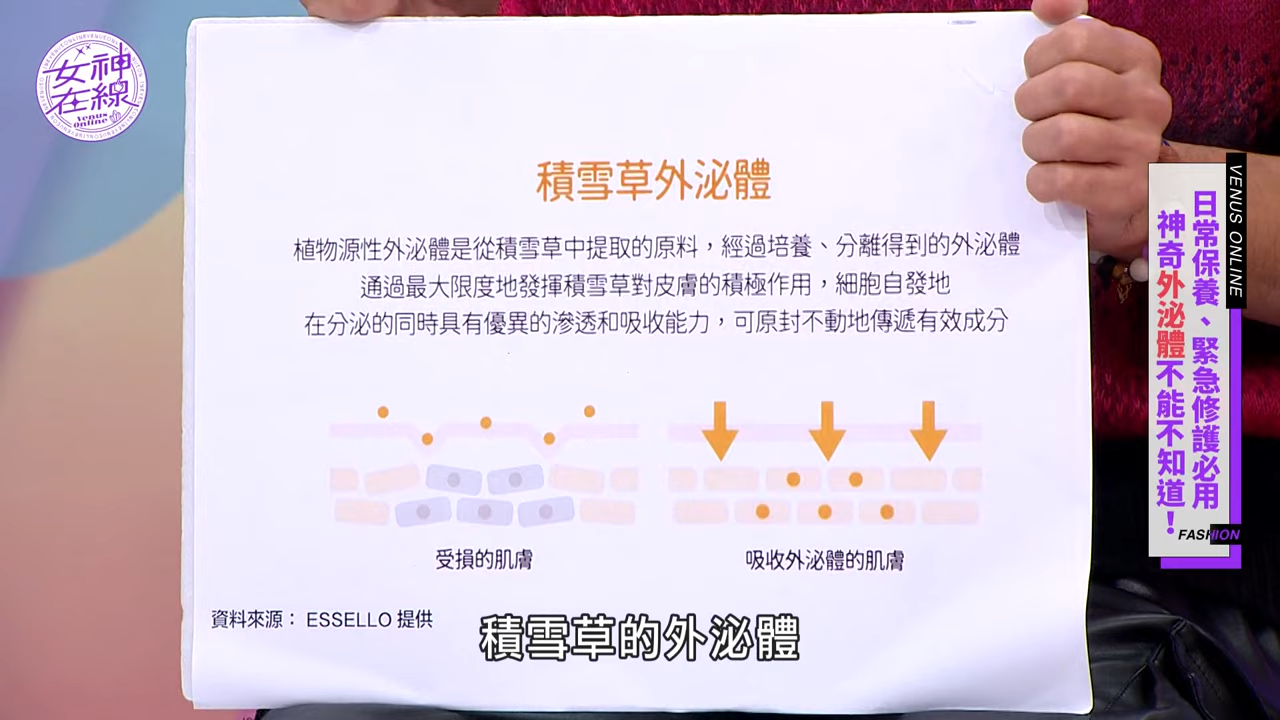 女神
在線
Venus
Online
積雪草外泌體
植物源性外泌體是從積雪草中提取的原料，經過培養、分離得到的外泌體
通過最大限度地發揮積雪草對皮膚的積極作用，細胞自發地
在分泌的同時具有優異的滲透和吸收能力，可原封不動地傳遞有效成分
受損的肌膚
吸收外泌體的肌膚
資料來源： ESSELLO 提供
積雪草的外泌體
VENUS ONLINE
日常保養、緊急修護必用
神奇外泌體不能不知道！
FASHION